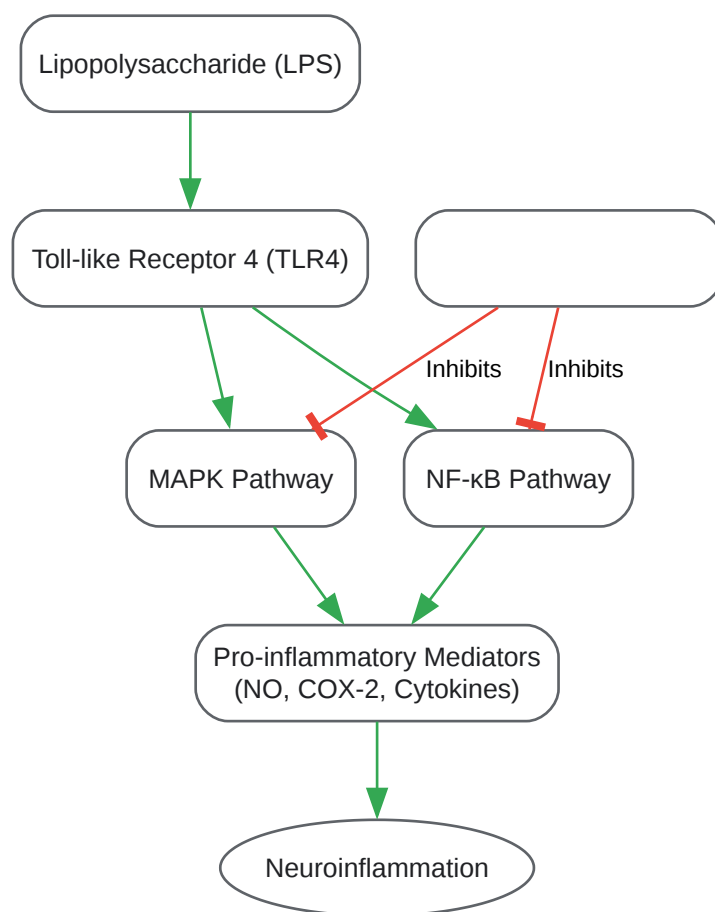 Lipopolysaccharide (LPS)
Toll-like Receptor 4 (TLR4)
Inhibits
Inhibits
MAPK Pathway
NF-κB Pathway
Pro-inflammatory Mediators
(NO, COX-2, Cytokines)
Neuroinflammation